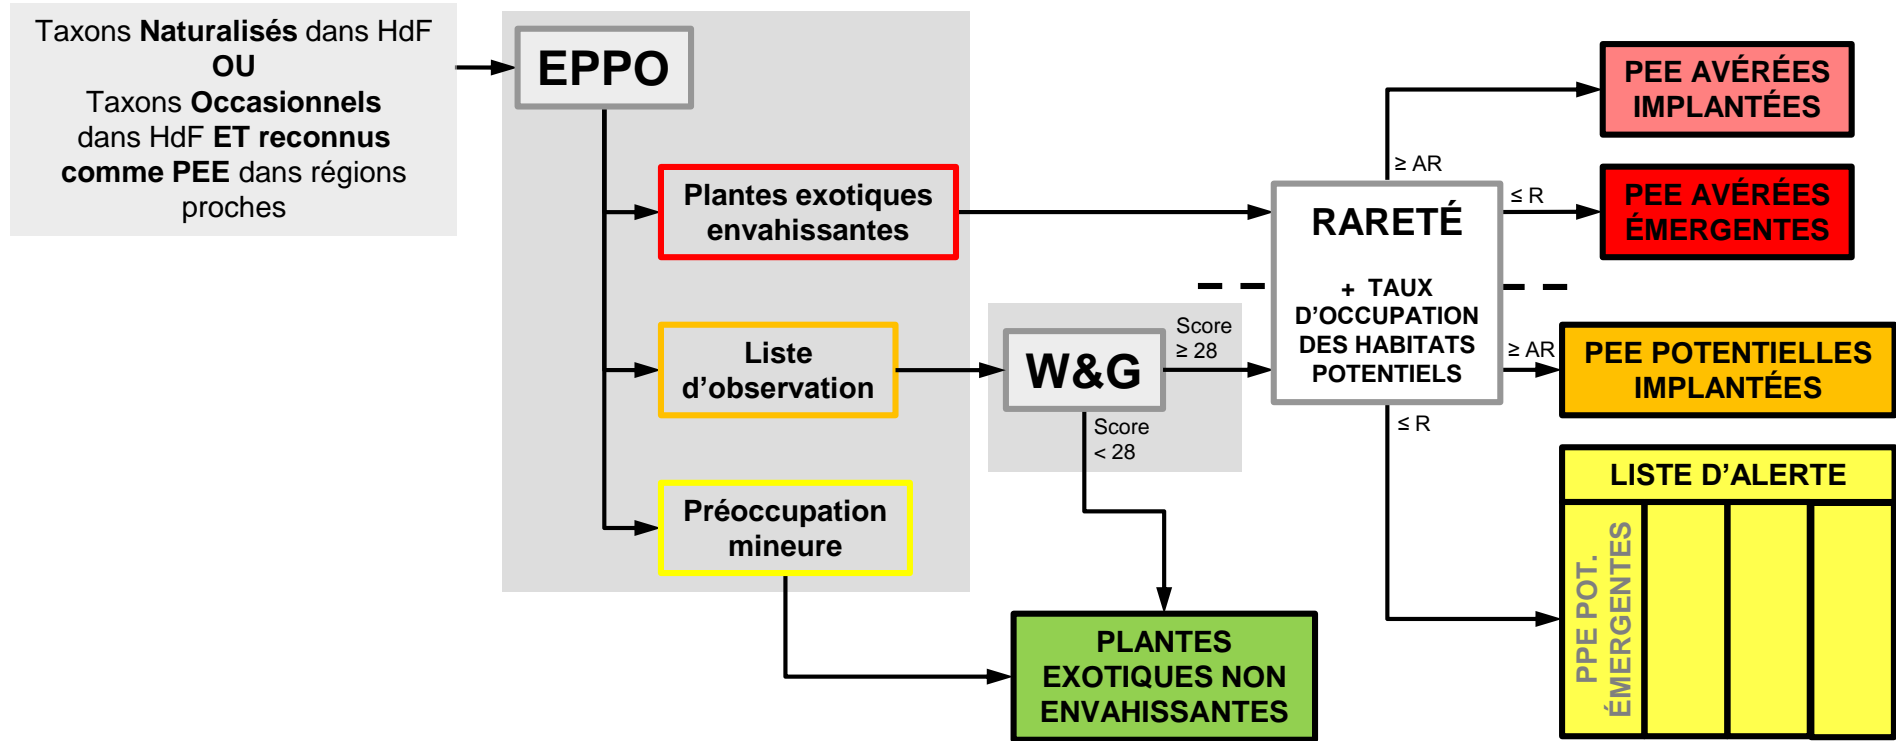 Taxons Naturalisés dans HdF
OU
Taxons Occasionnels
dans HdF ET reconnus
comme PEE dans régions
proches
EPPO
Plantes exotiques
envahissantes
Liste
d’observation
Préoccupation
mineure
W&G
Score
≥ 28
Score
< 28
PLANTES
EXOTIQUES NON
ENVAHISSANTES
RARETÉ
+ TAUX
D’OCCUPATION
DES HABITATS
POTENTIELS
≥ AR
≤ R
≥ AR
≤ R
PEE AVÉRÉES
IMPLANTÉES
PEE AVÉRÉES
ÉMERGENTES
PEE POTENTIELLES
IMPLANTÉES
LISTE D’ALERTE
PPE POT.
ÉMERGENTES